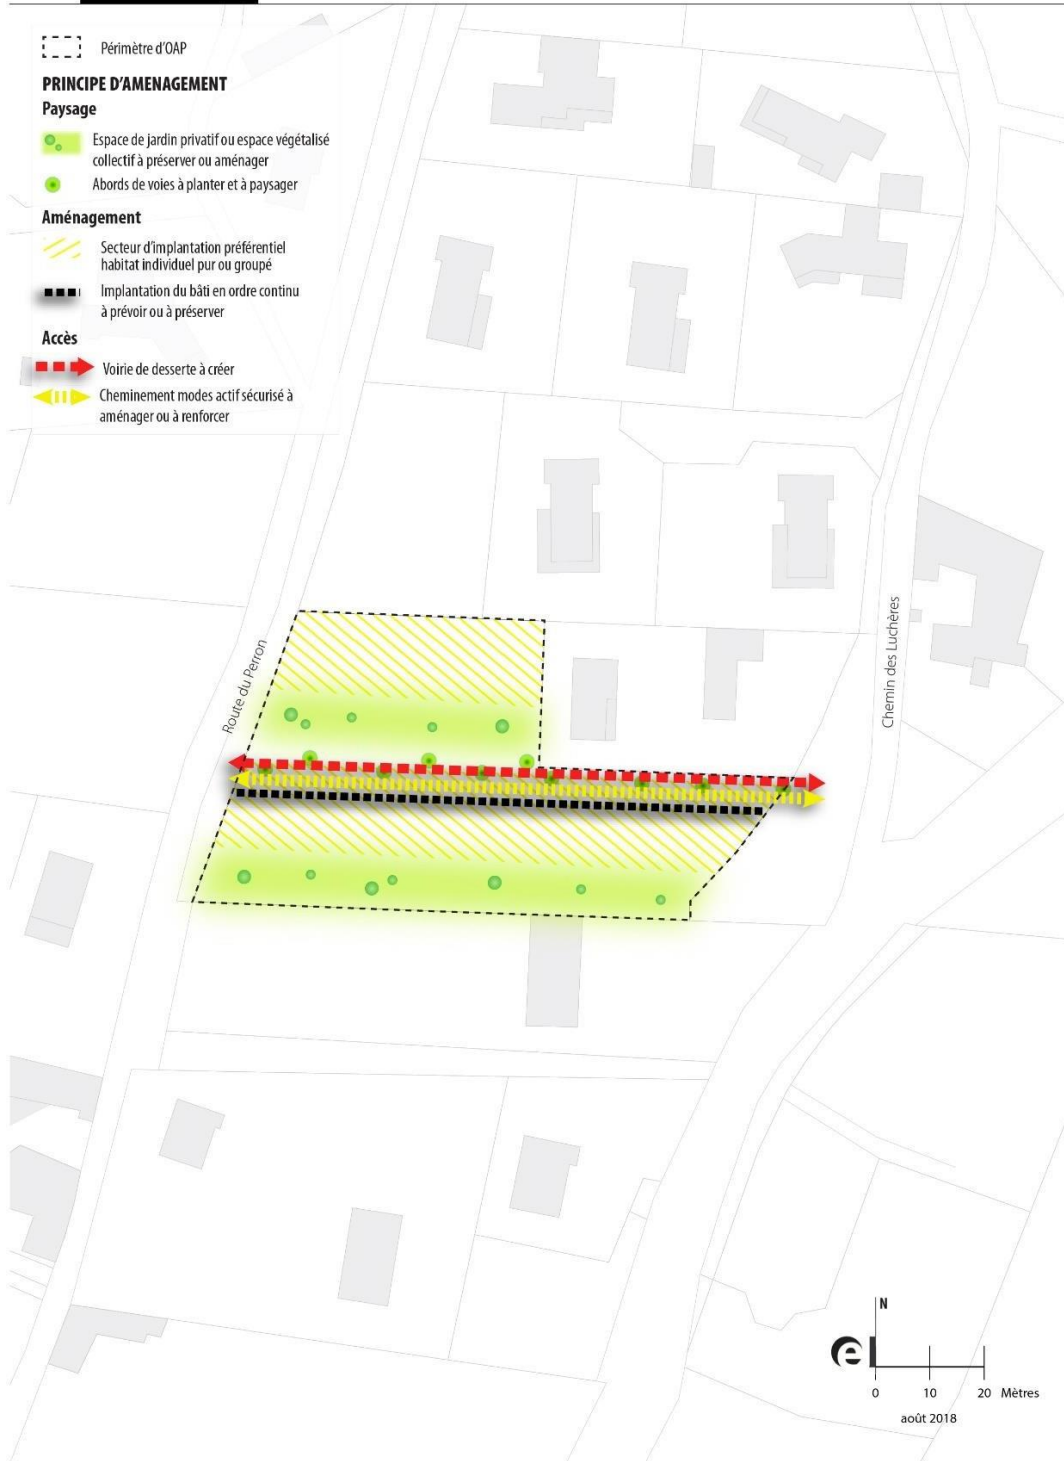 Périmètre d'OAP
PRINCIPE D'AMENAGEMENT
Paysage
Espace de jardin privatif ou espace végétalisé
collectif à préserver ou aménager
Abords de voies à planter et à paysager
Aménagement
Secteur d'implantation préférentiel
habitat individuel pur ou groupé
Implantation du bâti en ordre continu
à prévoir ou à préserver
Accès
Voirie de desserte à créer
Cheminement modes actif sécurisé à
aménager ou à renforcer
Route du Perron
Chemin des Luchères
N
e
0 10 20 Mètres
août 2018